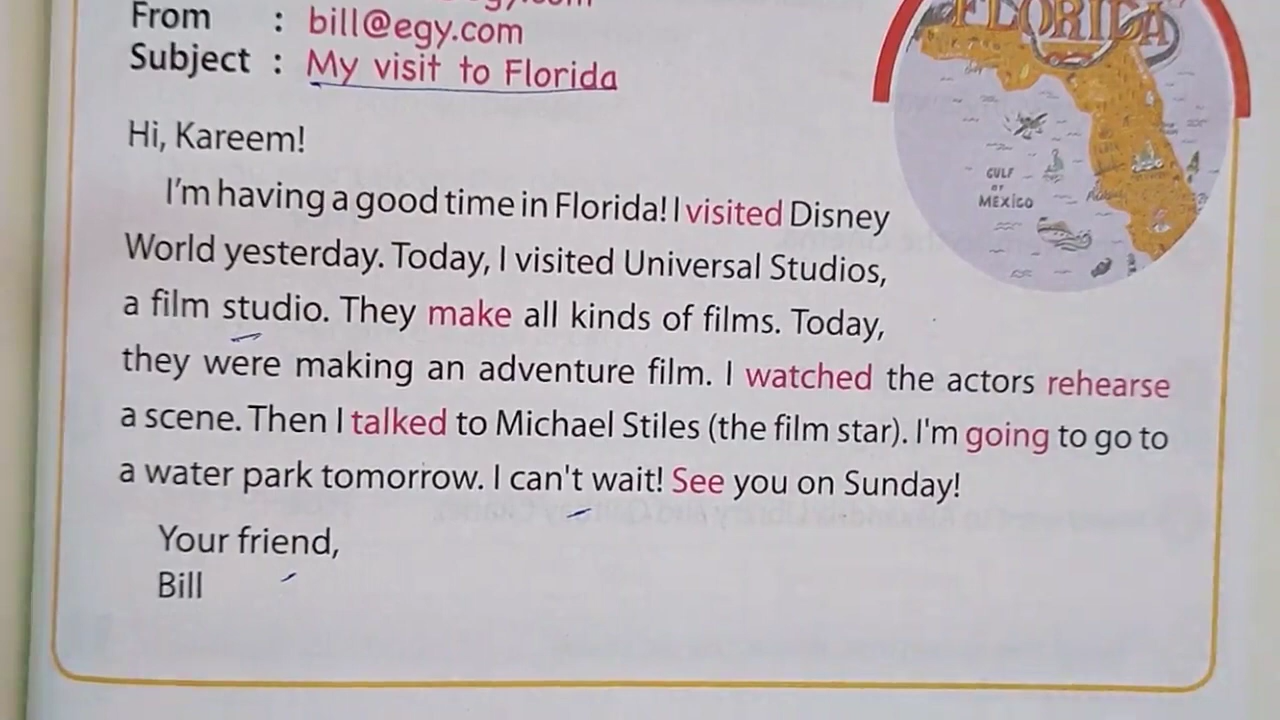 From : bill@egy.com
Subject : My visit to Florida
FLORIDA
GULF
OF
MEXICO
Hi, Kareem!
I'm having a good time in Florida! I visited Disney
World yesterday. Today, I visited Universal Studios,
a film studio. They make all kinds of films. Today,
they were making an adventure film. I watched the actors rehearse
a scene. Then I talked to Michael Stiles (the film star). I'm going to go to
a water park tomorrow. I can't wait! See you on Sunday!
Your friend,
Bill